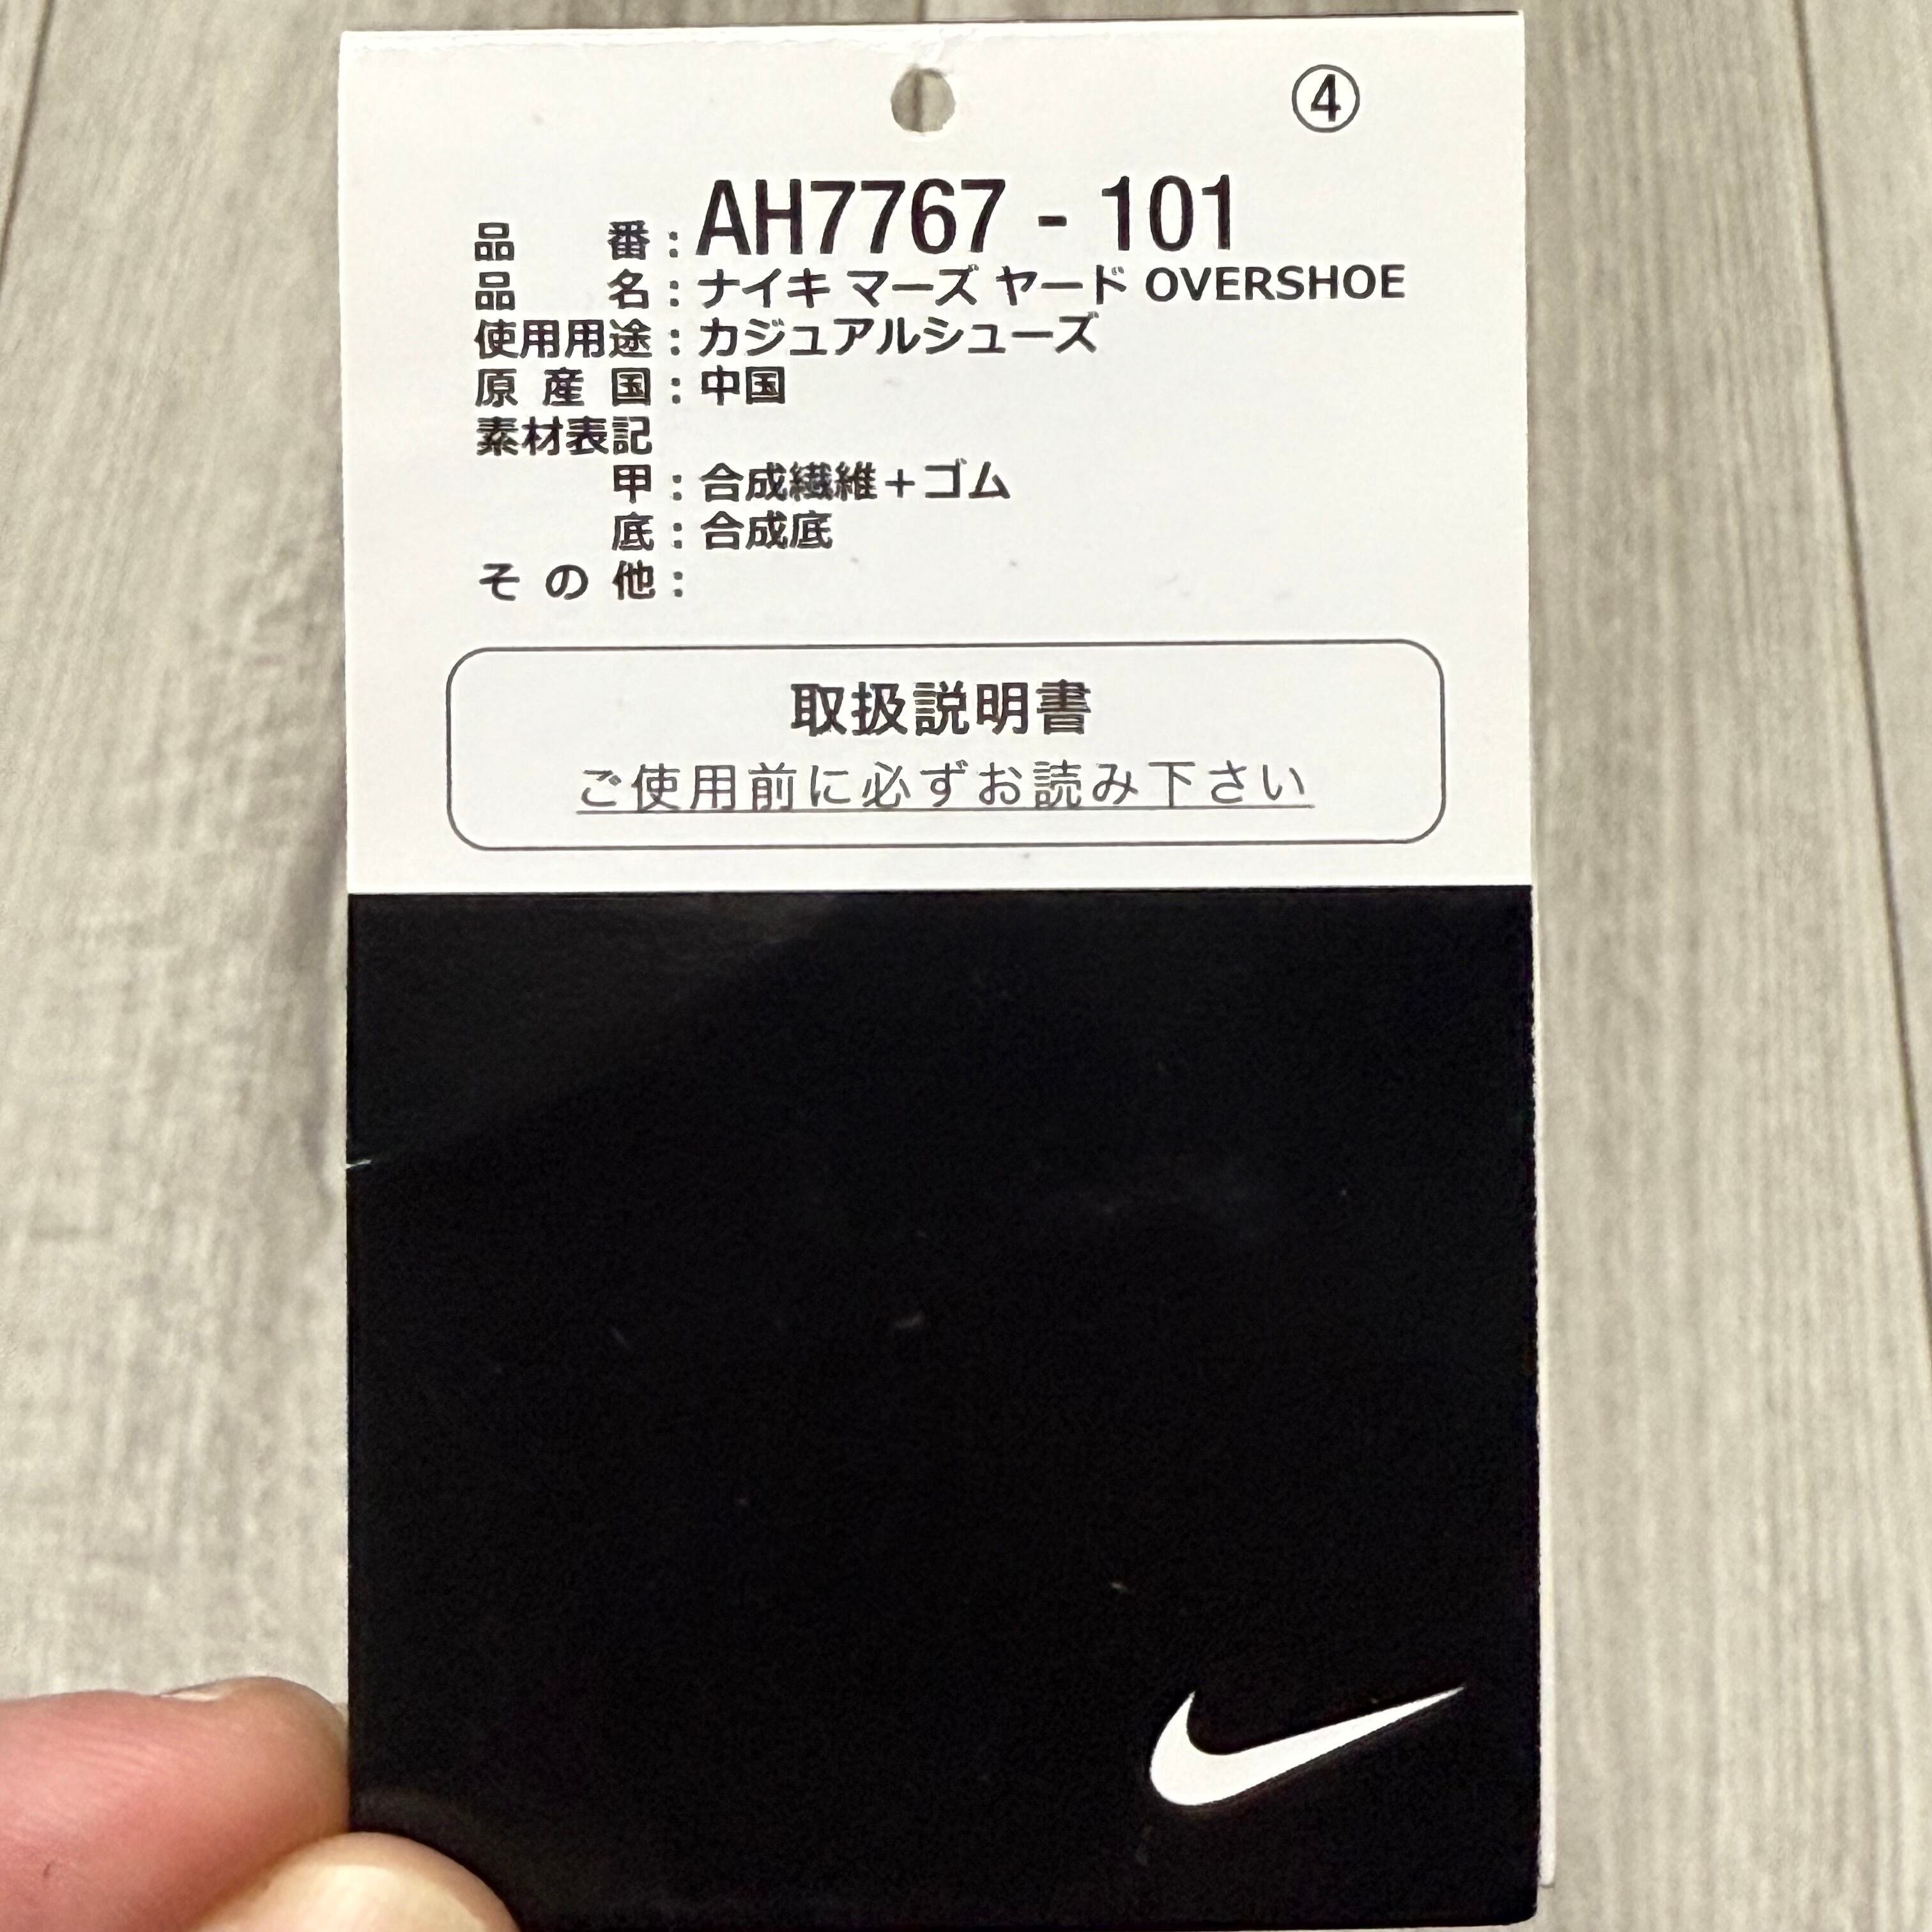 ④
品番：AH7767 - 101
品名：ナイキ マーズ ヤード OVERSHOE
使用用途：カジュアルシューズ
原産国：中国
素材表記
甲：合成繊維＋ゴム
底：合成底
その他：
取扱説明書
ご使用前に必ずお読み下さい